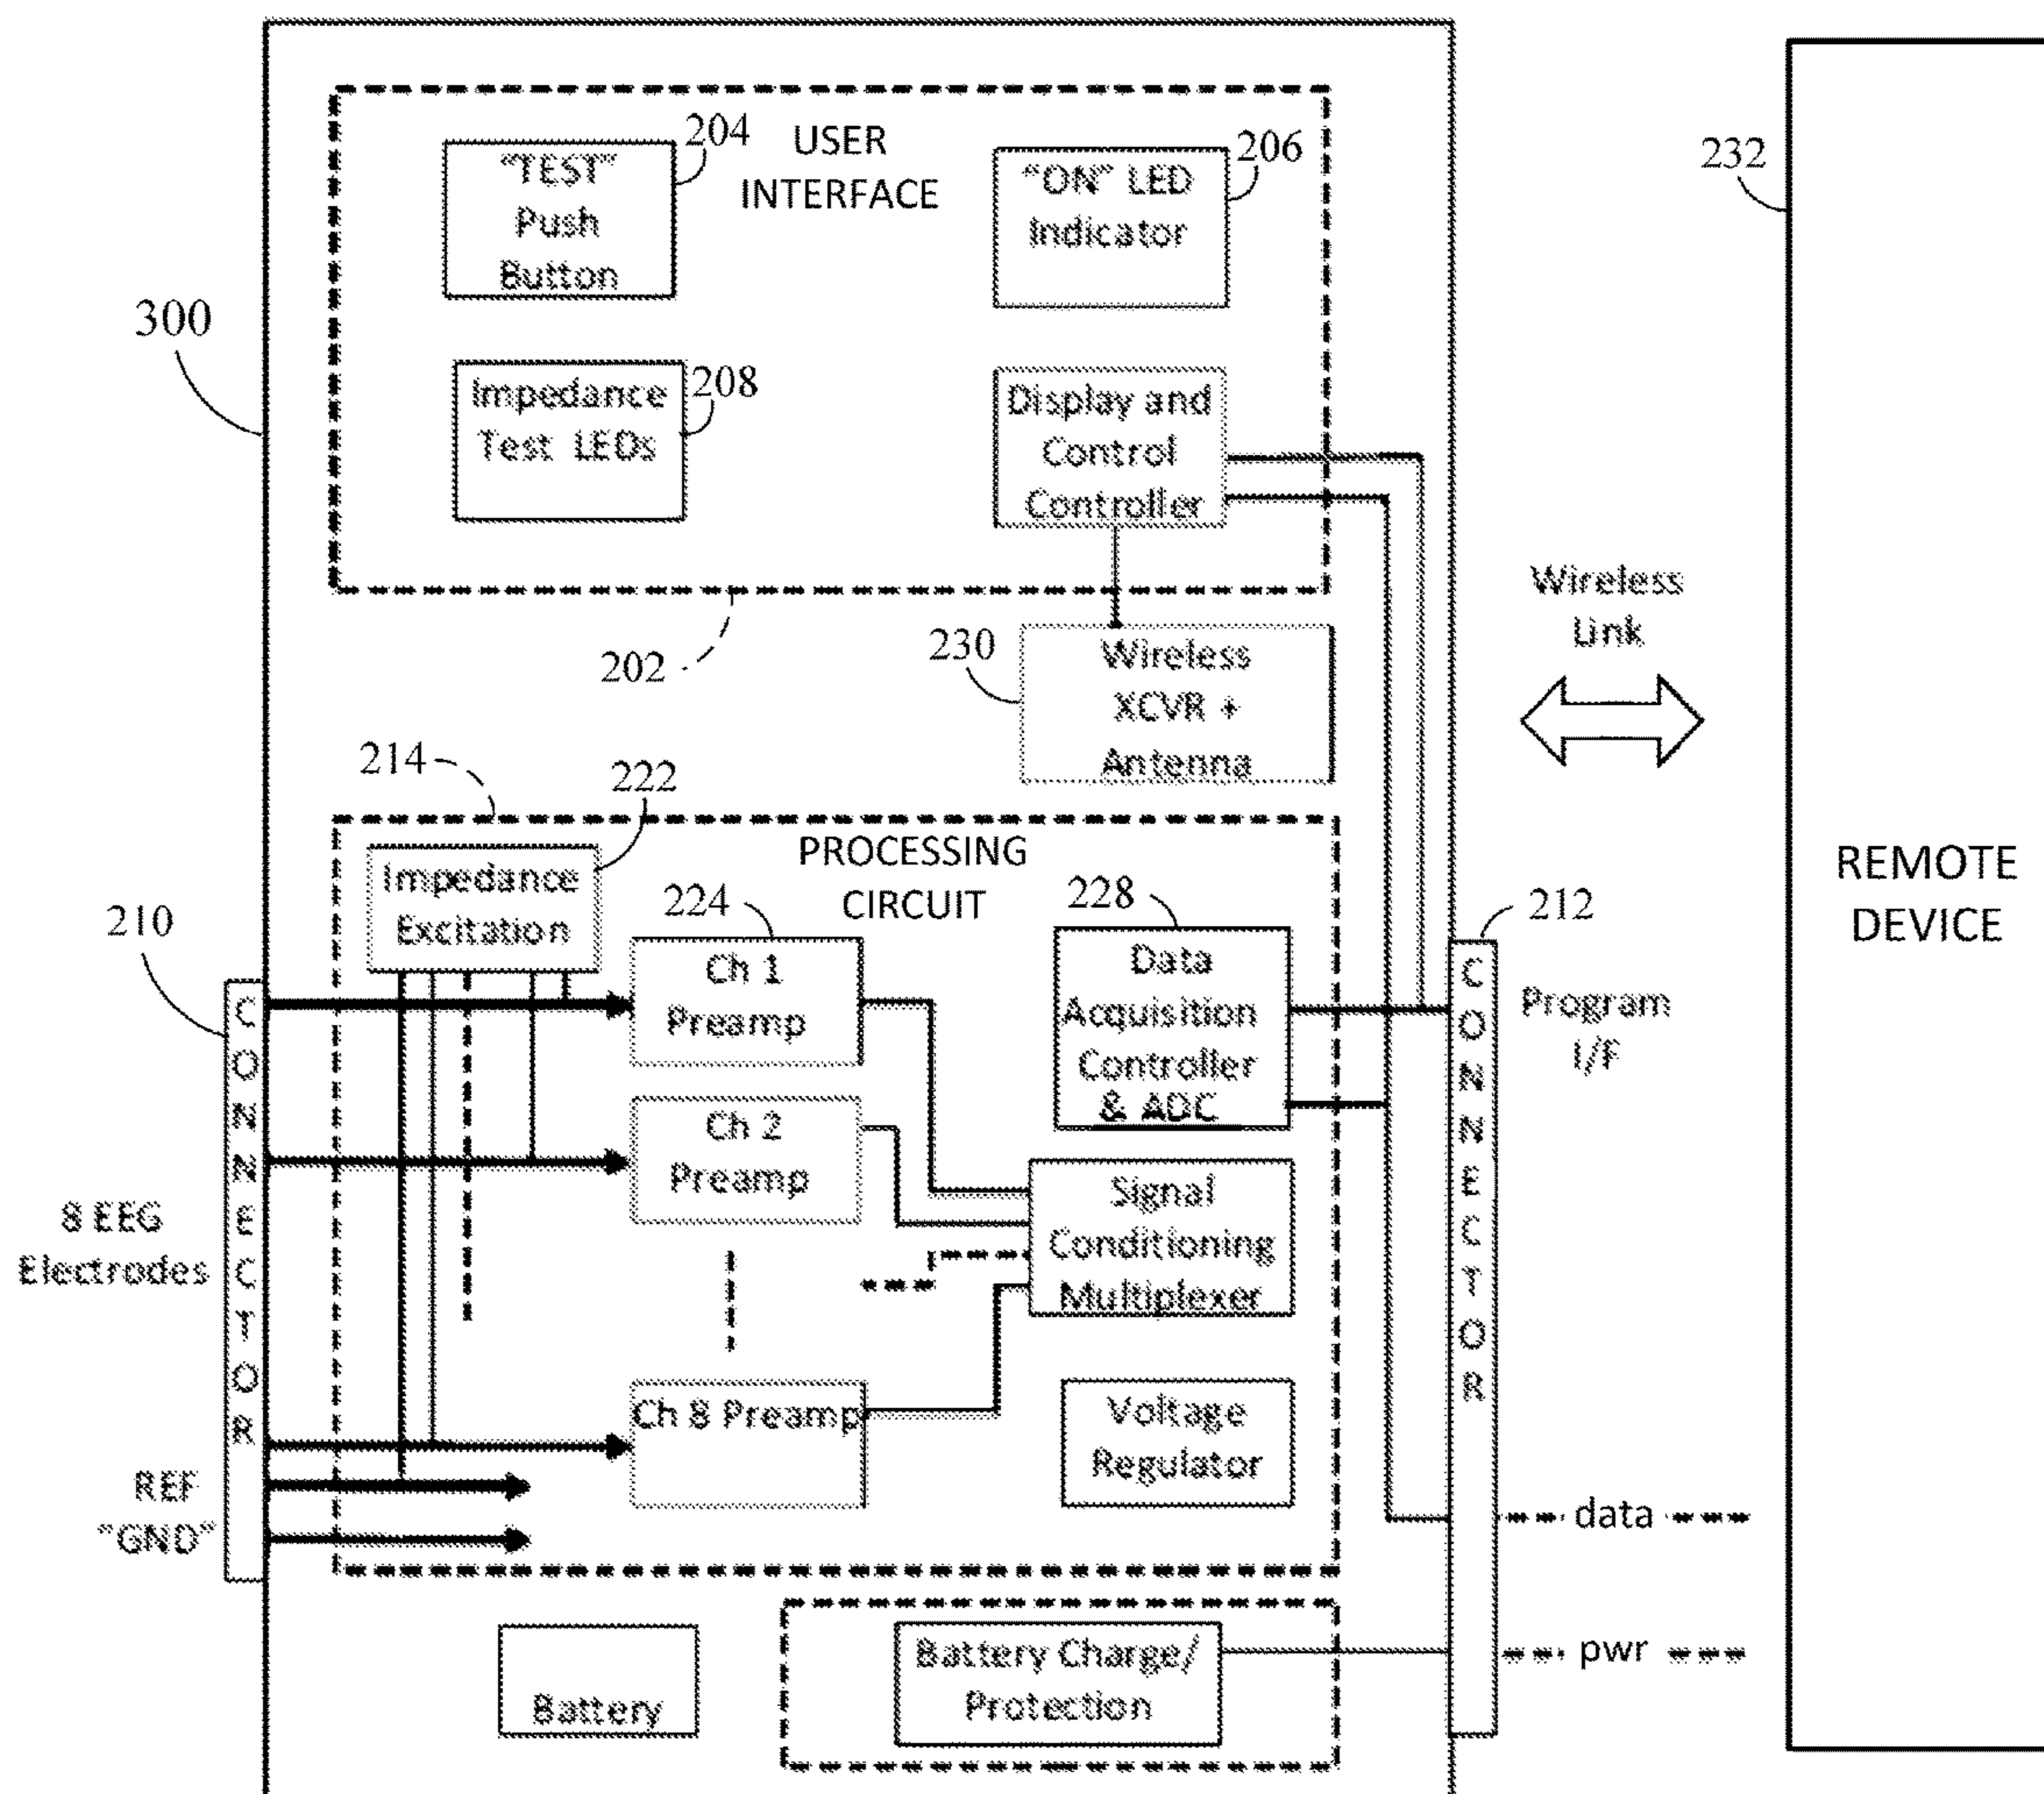 204
USER
INTERFACE
206
232
"TEST"
Push
Button
"ON" LED
Indicator
300
208
Impedance
Test LEDs
Display and
Control
Controller
202
230
Wireless
XCVR +
Antenna
Wireless
Link
214
222
PROCESSING
CIRCUIT
Impedance
Excitation
224
228
210
212
REMOTE
DEVICE
CONNECTOR
Ch 1
Preamp
Data
Acquisition
Controller
& ADC
CONNECTOR
Program
I/F
Ch 2
Preamp
Signal
Conditioning
Multiplexer
8 EEG
Electrodes
Ch 8 Preamp
Voltage
Regulator
REF
"GND"
data
Battery
Battery Charge/
Protection
pwr